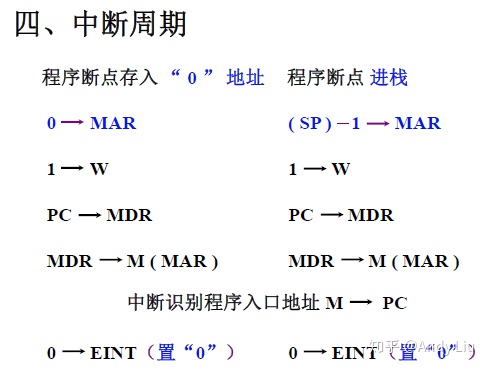 四、中断周期
程序断点存入 “ 0 ” 地址 程序断点 进栈
0 → MAR ( SP ) −1 → MAR
1 → W 1 → W
PC → MDR PC → MDR
MDR → M ( MAR ) MDR → M ( MAR )
中断识别程序入口地址 M → PC
0 → EINT（置“0”） 0 → EINT（置“0”）
知乎 @Andy Liu